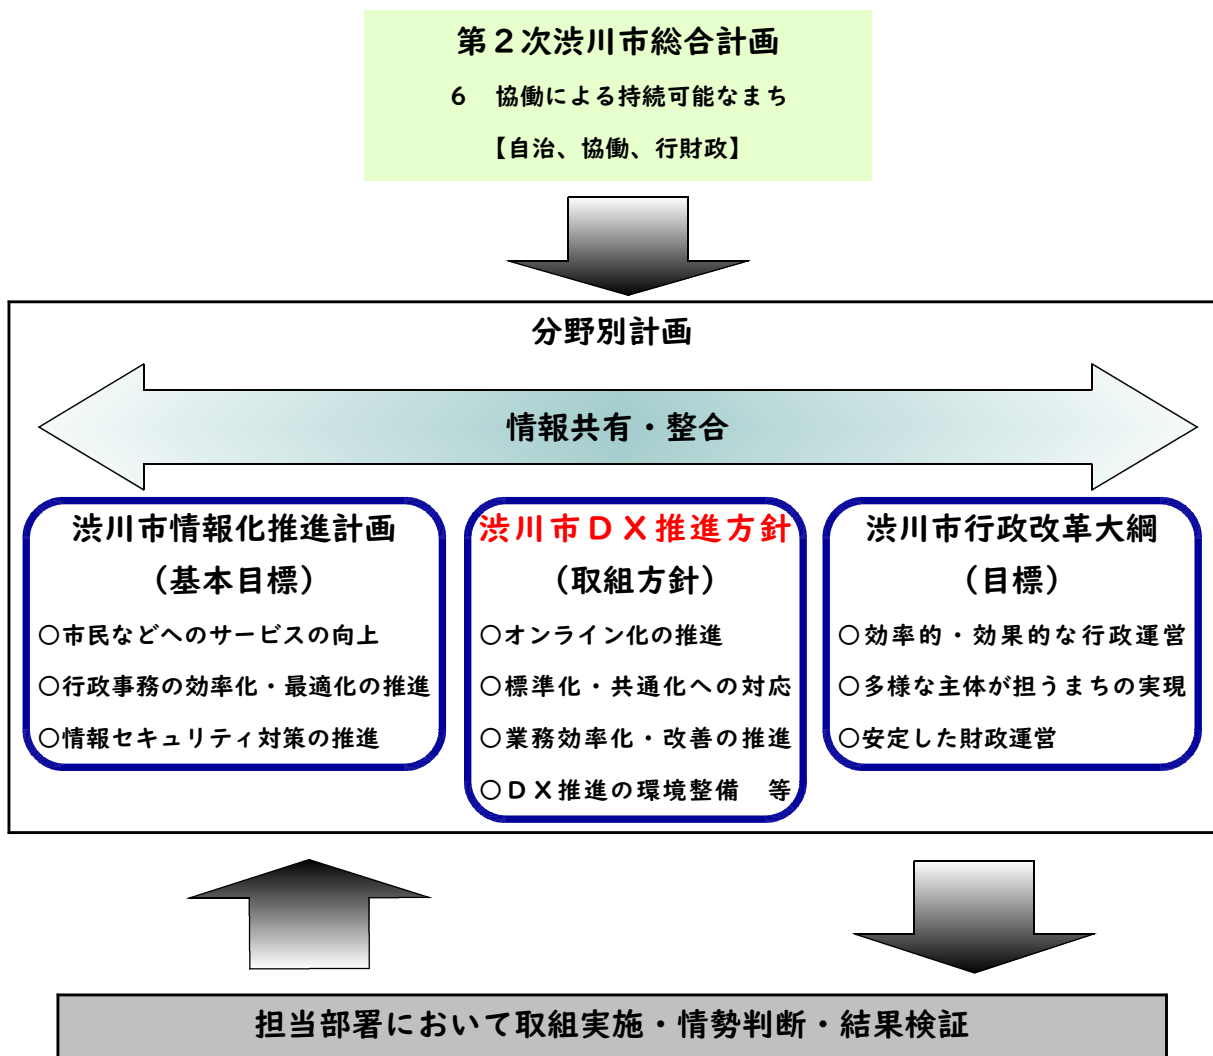 第２次渋川市総合計画
６　協働による持続可能なまち
【自治、協働、行財政】
分野別計画
情報共有・整合
渋川市情報化推進計画
（基本目標）
○市民などへのサービスの向上
○行政事務の効率化・最適化の推進
○情報セキュリティ対策の推進
渋川市ＤＸ推進方針
（取組方針）
○オンライン化の推進
○標準化・共通化への対応
○業務効率化・改善の推進
○ＤＸ推進の環境整備　等
渋川市行政改革大綱
（目標）
○効率的・効果的な行政運営
○多様な主体が担うまちの実現
○安定した財政運営
担当部署において取組実施・情勢判断・結果検証